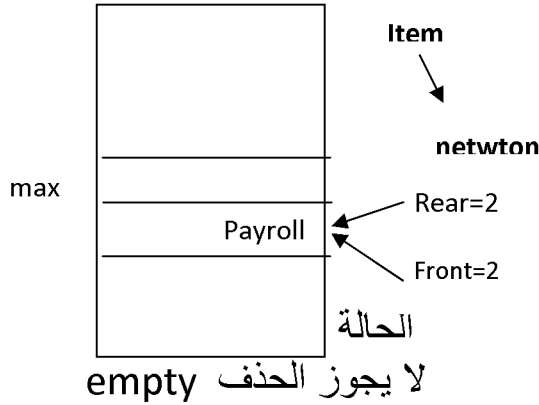 Item
netwton
max
Rear=2
Payroll
Front=2
الحالة
لا يجوز الحذف empty